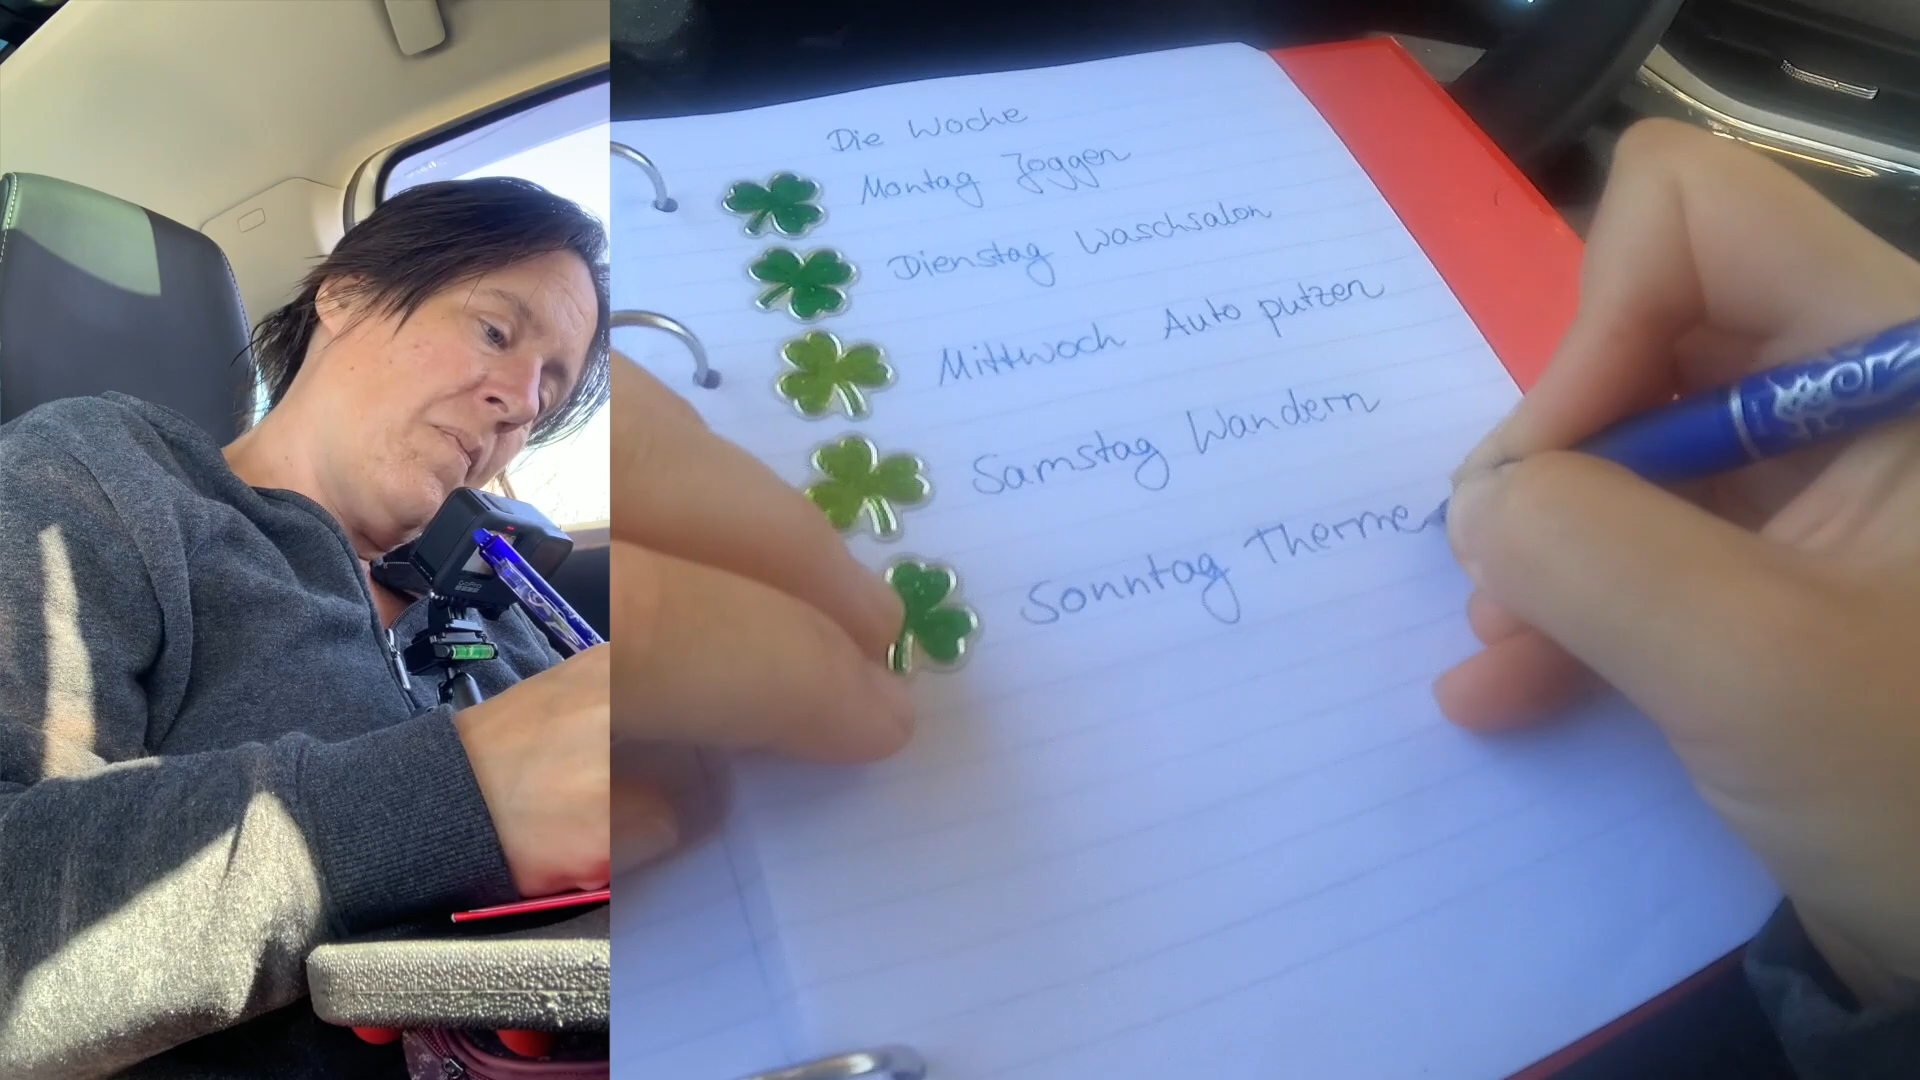 Die Woche
Montag Joggen
Dienstag Waschsalon
Mittwoch Auto putzen
Samstag Wandern
Sonntag Therme